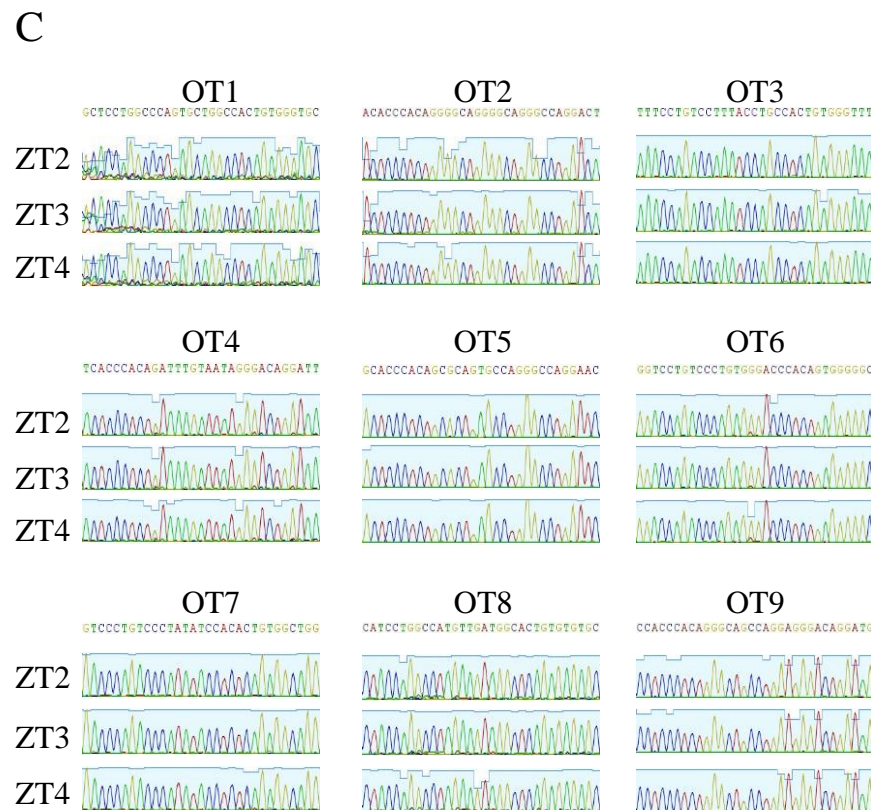 C
OT1 OT2 OT3
GCTCCTGGCCCAGTGCTGGCCACTGTGGGTGC ACACCCACAGGGGCAGGGGCAGGGCCAGGACT TTTCCTGTCCTTTACCTGCCACTGTGGGTTT
ZT2
ZT3
ZT4
OT4 OT5 OT6
TCACCCACAGATTTGTAATAGGGACAGGATT GCACCCACAGCGCAGTGCCAGGGCCAGGAAC GGTCCTGTCCCTGTGGGACCCACAGTGGGGGC
ZT2
ZT3
ZT4
OT7 OT8 OT9
GTCCCTGTCCCTATATCCACACTGTGGCTGG CATCCTGGCCATGTTGATGGCACTGTGTGTGC CCACCCACAGGGCAGCCAGGAGGGACAGGATG
ZT2
ZT3
ZT4